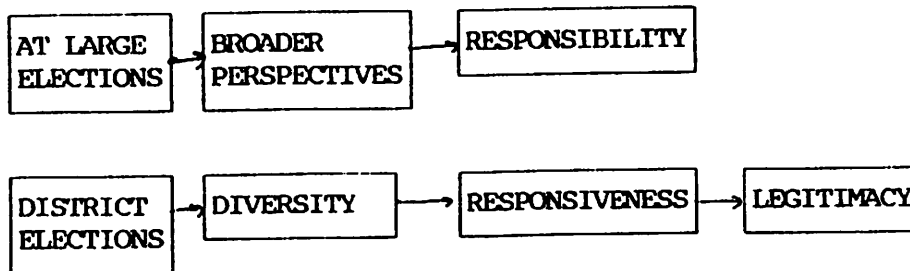 AT LARGE
ELECTIONS
BROADER
PERSPECTIVES
RESPONSIBILITY
DISTRICT
ELECTIONS
DIVERSITY
RESPONSIVENESS
LEGITIMACY